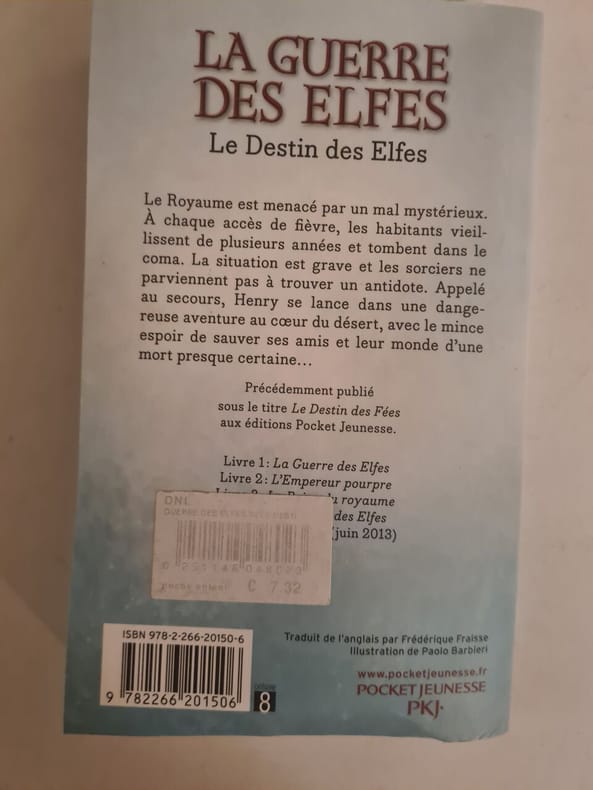 LA GUERRE
DES ELFES
Le Destin des Elfes
Le Royaume est menacé par un mal mystérieux.
À chaque accès de fièvre, les habitants vieil-
lissent de plusieurs années et tombent dans le
coma. La situation est grave et les sorciers ne
parviennent pas à trouver un antidote. Appelé
au secours, Henry se lance dans une dange-
reuse aventure au cœur du désert, avec le mince
espoir de sauver ses amis et leur monde d'une
mort presque certaine...
Précédemment publié
sous le titre Le Destin des Fées
aux éditions Pocket Jeunesse.
Livre 1 : La Guerre des Elfes
Livre 2 : L'Empereur pourpre
du royaume
des Elfes
(juin 2013)
€ 7.32
ISBN 978-2-266-20150-6
9 782266 201506
8
Traduit de l'anglais par Frédérique Fraisse
Illustration de Paolo Barbieri
www.pocketjeunesse.fr
POCKET JEUNESSE
PKJ·